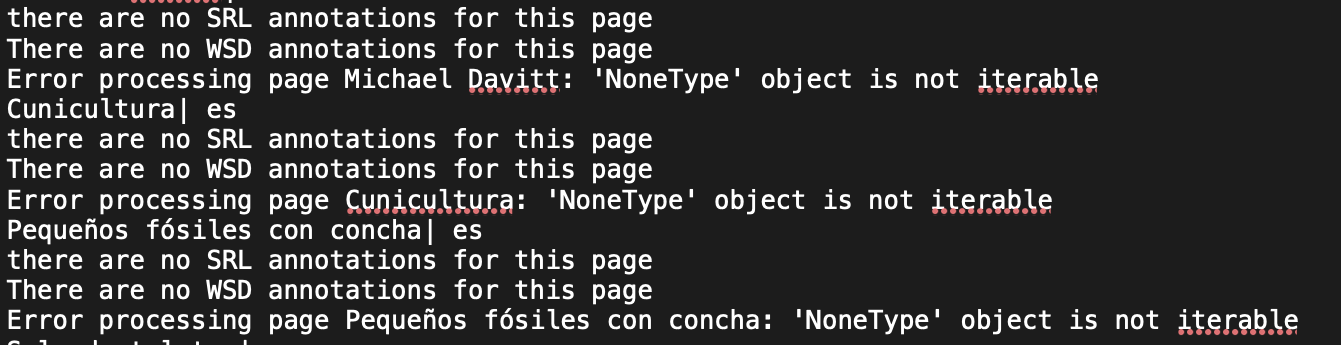 there are no SRL annotations for this page
There are no WSD annotations for this page
Error processing page Michael Davitt: 'NoneType' object is not iterable
Cunicultura| es
there are no SRL annotations for this page
There are no WSD annotations for this page
Error processing page Cunicultura: 'NoneType' object is not iterable
Pequeños fósiles con concha| es
there are no SRL annotations for this page
There are no WSD annotations for this page
Error processing page Pequeños fósiles con concha: 'NoneType' object is not iterable